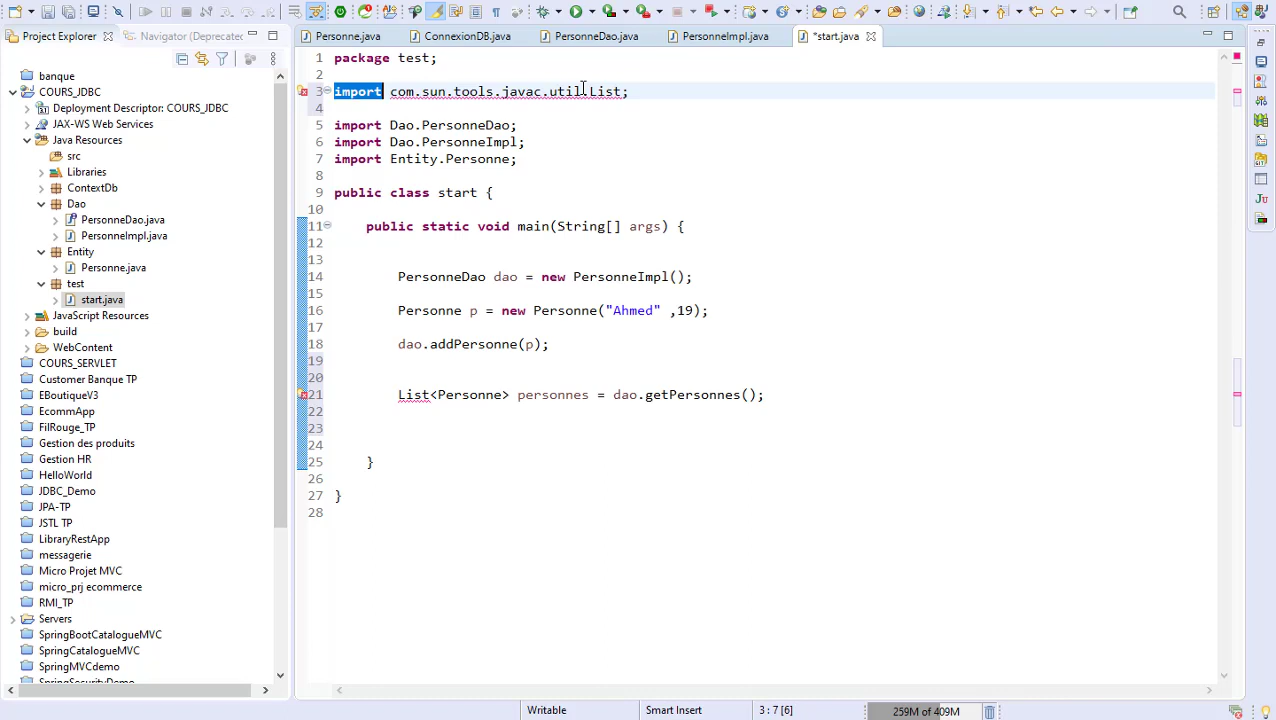 Project Explorer
Navigator (Deprecatec
Personne.java
ConnexionDB.java
PersonneDao.java
PersonneImpl.java
*start.java
banque
COURS_JDBC
Deployment Descriptor: COURS_JDBC
JAX-WS Web Services
Java Resources
src
Libraries
ContextDb
Dao
PersonneDao.java
PersonneImpl.java
Entity
Personne.java
test
start.java
JavaScript Resources
build
WebContent
COURS_SERVLET
Customer Banque TP
EBoutiqueV3
EcommApp
FilRouge_TP
Gestion des produits
Gestion HR
HelloWorld
JDBC_Demo
JPA-TP
JSTL TP
LibraryRestApp
messagerie
Micro Projet MVC
micro_prj ecommerce
RMI_TP
Servers
SpringBootCatalogueMVC
SpringCatalogueMVC
SpringMVCdemo
SpringSecurityDemo
1 package test;
2
3 import com.sun.tools.javac.util.List;
4
5 import Dao.PersonneDao;
6 import Dao.PersonneImpl;
7 import Entity.Personne;
8
9 public class start {
10
11 public static void main(String[] args) {
12
13
14 PersonneDao dao = new PersonneImpl();
15
16 Personne p = new Personne("Ahmed" ,19);
17
18 dao.addPersonne(p);
19
20
21 List<Personne> personnes = dao.getPersonnes();
22
23
24
25 }
26
27 }
28
Writable
Smart Insert
3 : 7 [6]
259M of 409M